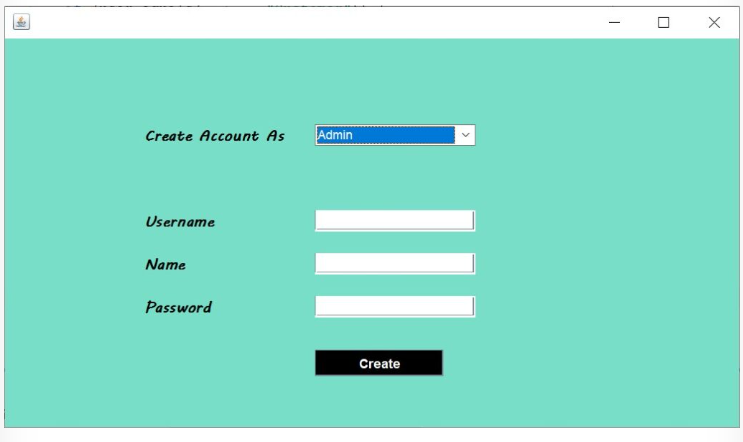 Create Account As Admin
Username
Name
Password
Create